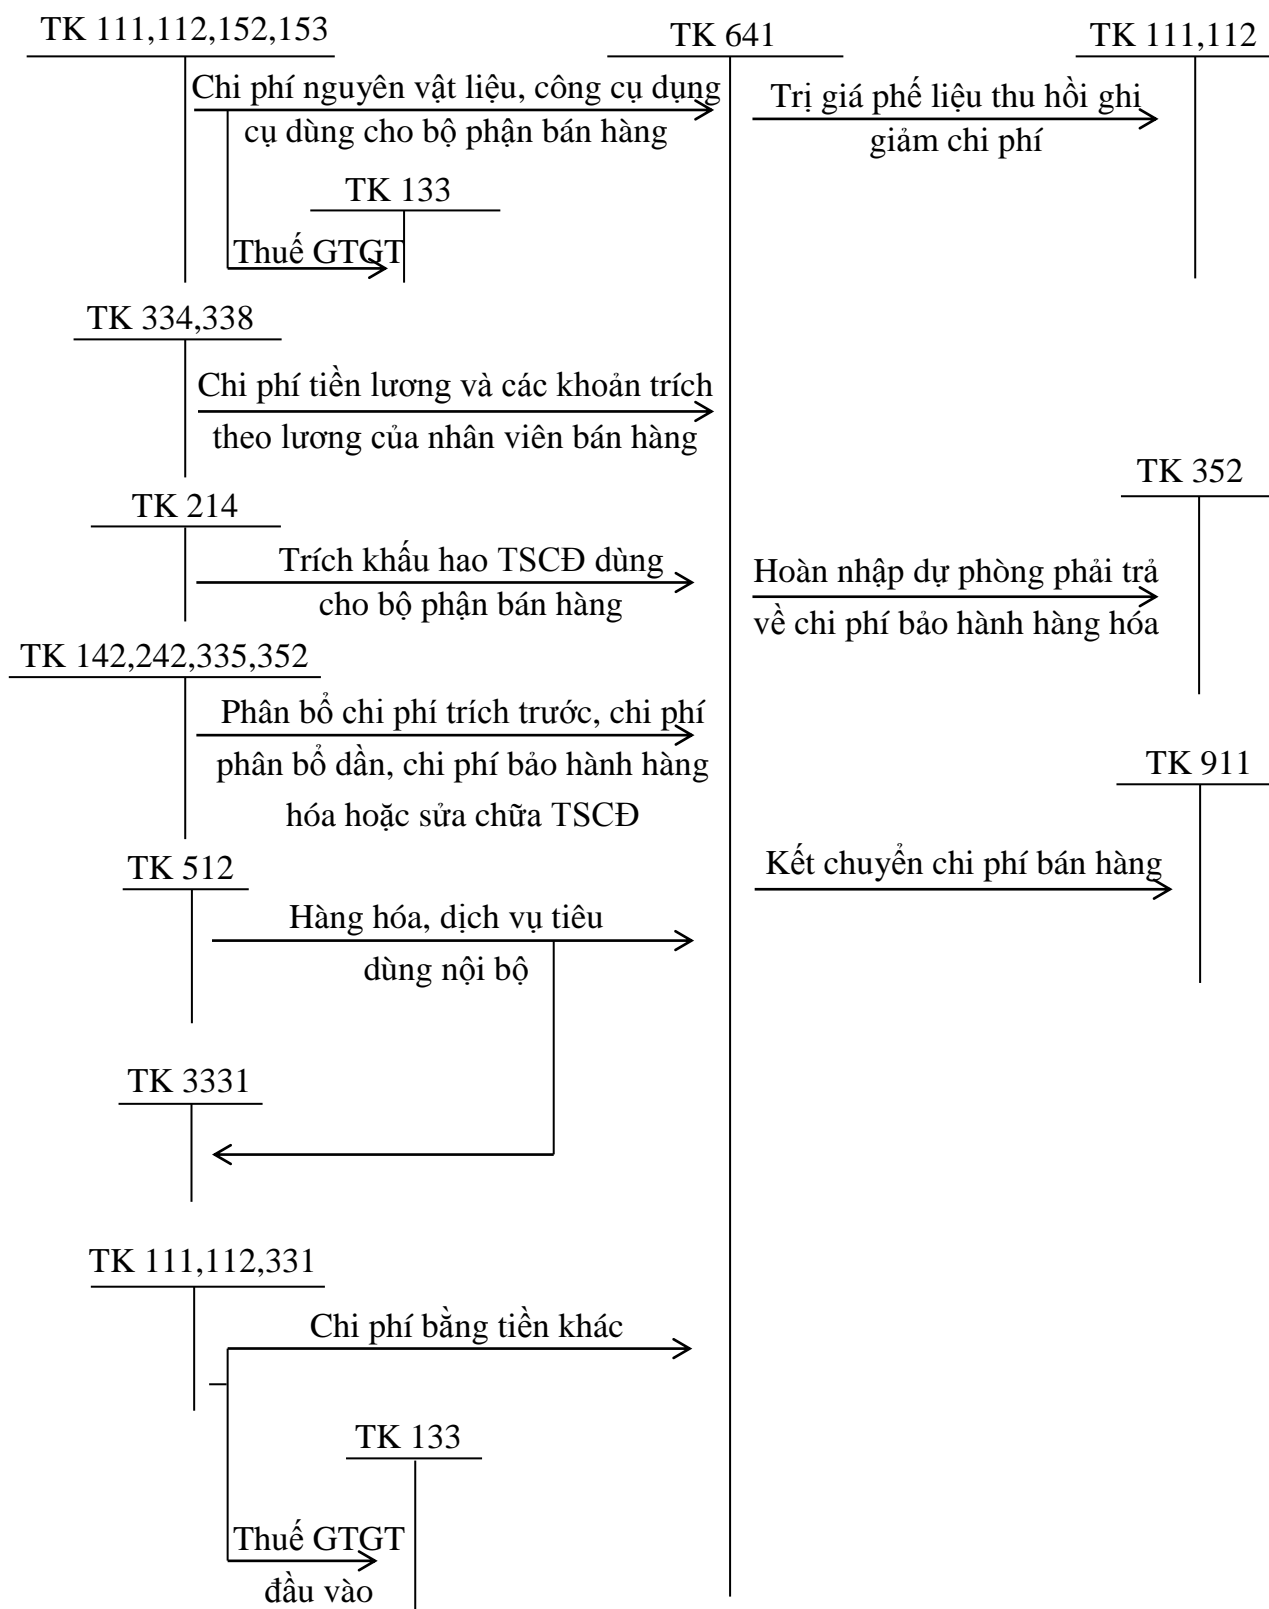 TK 111,112,152,153
TK 641
TK 111,112
Chi phí nguyên vật liệu, công cụ dụng
cụ dùng cho bộ phận bán hàng
Trị giá phế liệu thu hồi ghi
giảm chi phí
TK 133
Thuế GTGT
TK 334,338
Chi phí tiền lương và các khoản trích
theo lương của nhân viên bán hàng
TK 352
TK 214
Trích khấu hao TSCĐ dùng
cho bộ phận bán hàng
Hoàn nhập dự phòng phải trả
về chi phí bảo hành hàng hóa
TK 142,242,335,352
Phân bổ chi phí trích trước, chi phí
phân bổ dần, chi phí bảo hành hàng
hóa hoặc sửa chữa TSCĐ
TK 911
Kết chuyển chi phí bán hàng
TK 512
Hàng hóa, dịch vụ tiêu
dùng nội bộ
TK 3331
TK 111,112,331
Chi phí bằng tiền khác
TK 133
Thuế GTGT
đầu vào